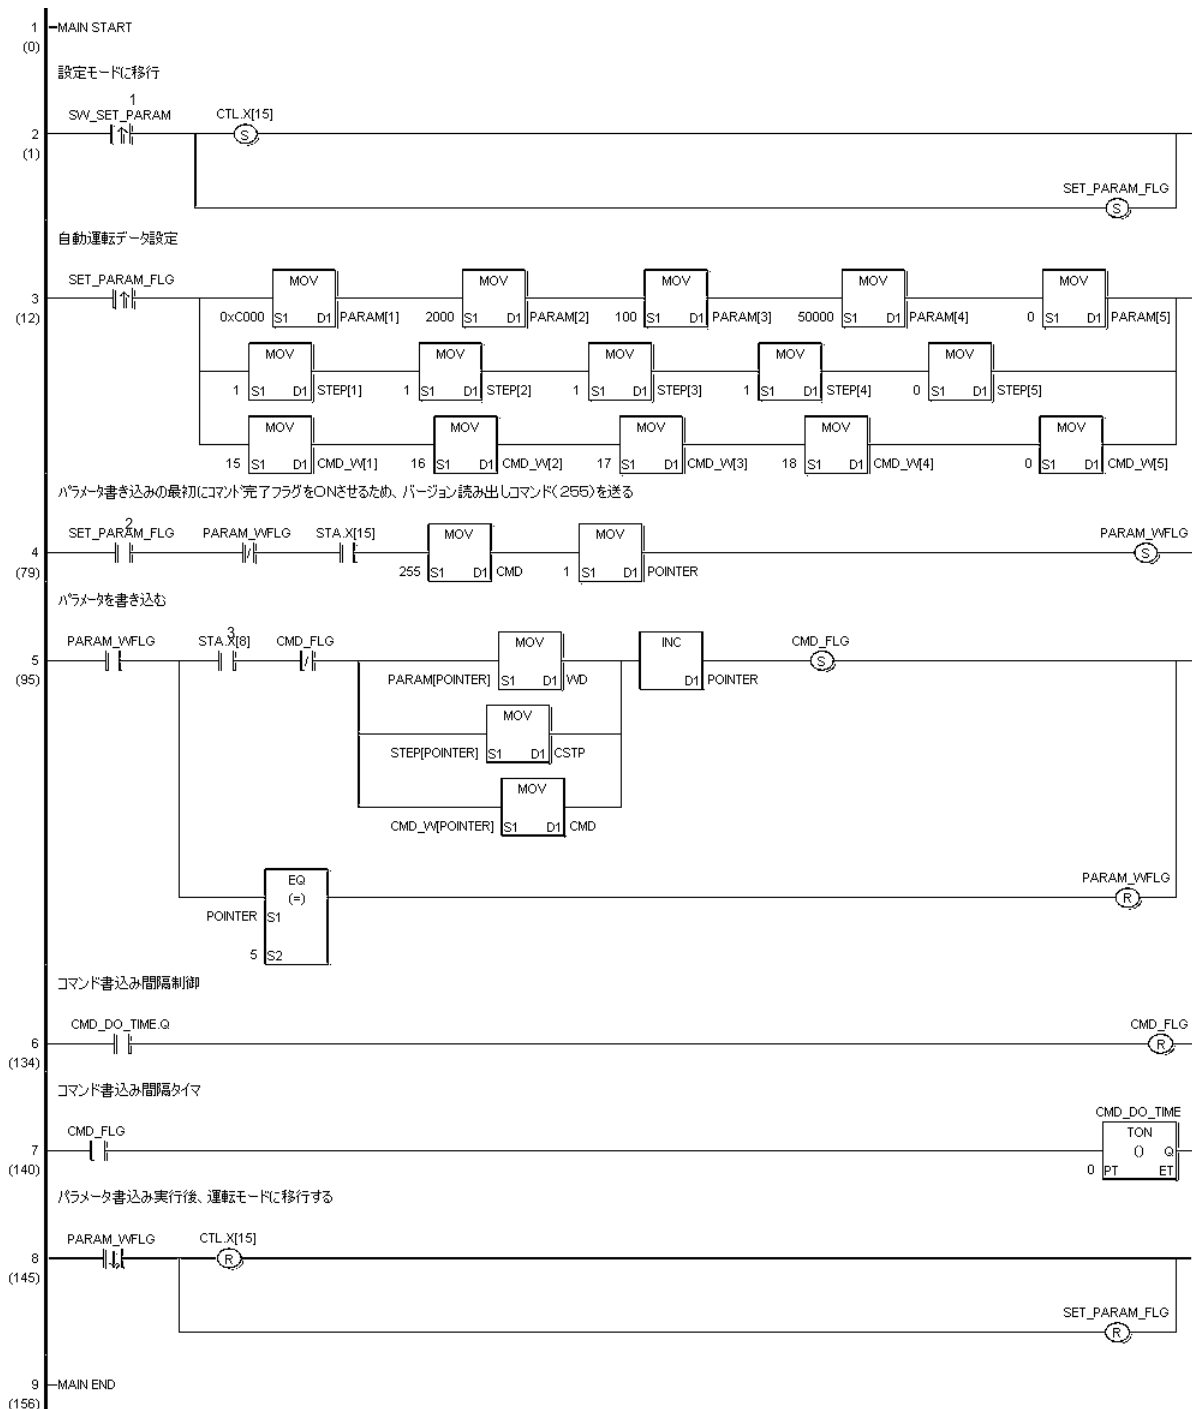 1 MAIN START
(0)
設定モードに移行
1
SW_SET_PARAM CTL.X[15]
S
2
(1)
SET_PARAM_FLG
S
自動運転データ設定
SET_PARAM_FLG MOV MOV MOV MOV MOV
3
(12) 0xC000 S1 D1 PARAM[1] 2000 S1 D1 PARAM[2] 100 S1 D1 PARAM[3] 50000 S1 D1 PARAM[4] 0 S1 D1 PARAM[5]
MOV MOV MOV MOV MOV
1 S1 D1 STEP[1] 1 S1 D1 STEP[2] 1 S1 D1 STEP[3] 1 S1 D1 STEP[4] 0 S1 D1 STEP[5]
MOV MOV MOV MOV MOV
15 S1 D1 CMD_W[1] 16 S1 D1 CMD_W[2] 17 S1 D1 CMD_W[3] 18 S1 D1 CMD_W[4] 0 S1 D1 CMD_W[5]
パラメータ書き込みの最初にコマンド完了フラグをONさせるため、バージョン読み出しコマンド(255)を送る
2
SET_PARAM_FLG PARAM_WFLG STA.X[15] MOV MOV PARAM_WFLG
4 S
(79) 255 S1 D1 CMD 1 S1 D1 POINTER
パラメータを書き込む
3
PARAM_WFLG STA.X[8] CMD_FLG MOV INC CMD_FLG
5 S
(95) PARAM[POINTER] S1 D1 WD D1 POINTER
MOV
STEP[POINTER] S1 D1 CSTP
MOV
CMD_W[POINTER] S1 D1 CMD
EQ PARAM_WFLG
(=) R
POINTER S1
5 S2
コマンド書込み間隔制御
CMD_DO_TIME.Q CMD_FLG
6 R
(134)
コマンド書込み間隔タイマ
CMD_FLG CMD_DO_TIME
TON
7 () Q
(140) 0 PT ET
パラメータ書込み実行後、運転モードに移行する
PARAM_WFLG CTL.X[15]
8 R
(145)
SET_PARAM_FLG
R
9 MAIN END
(156)